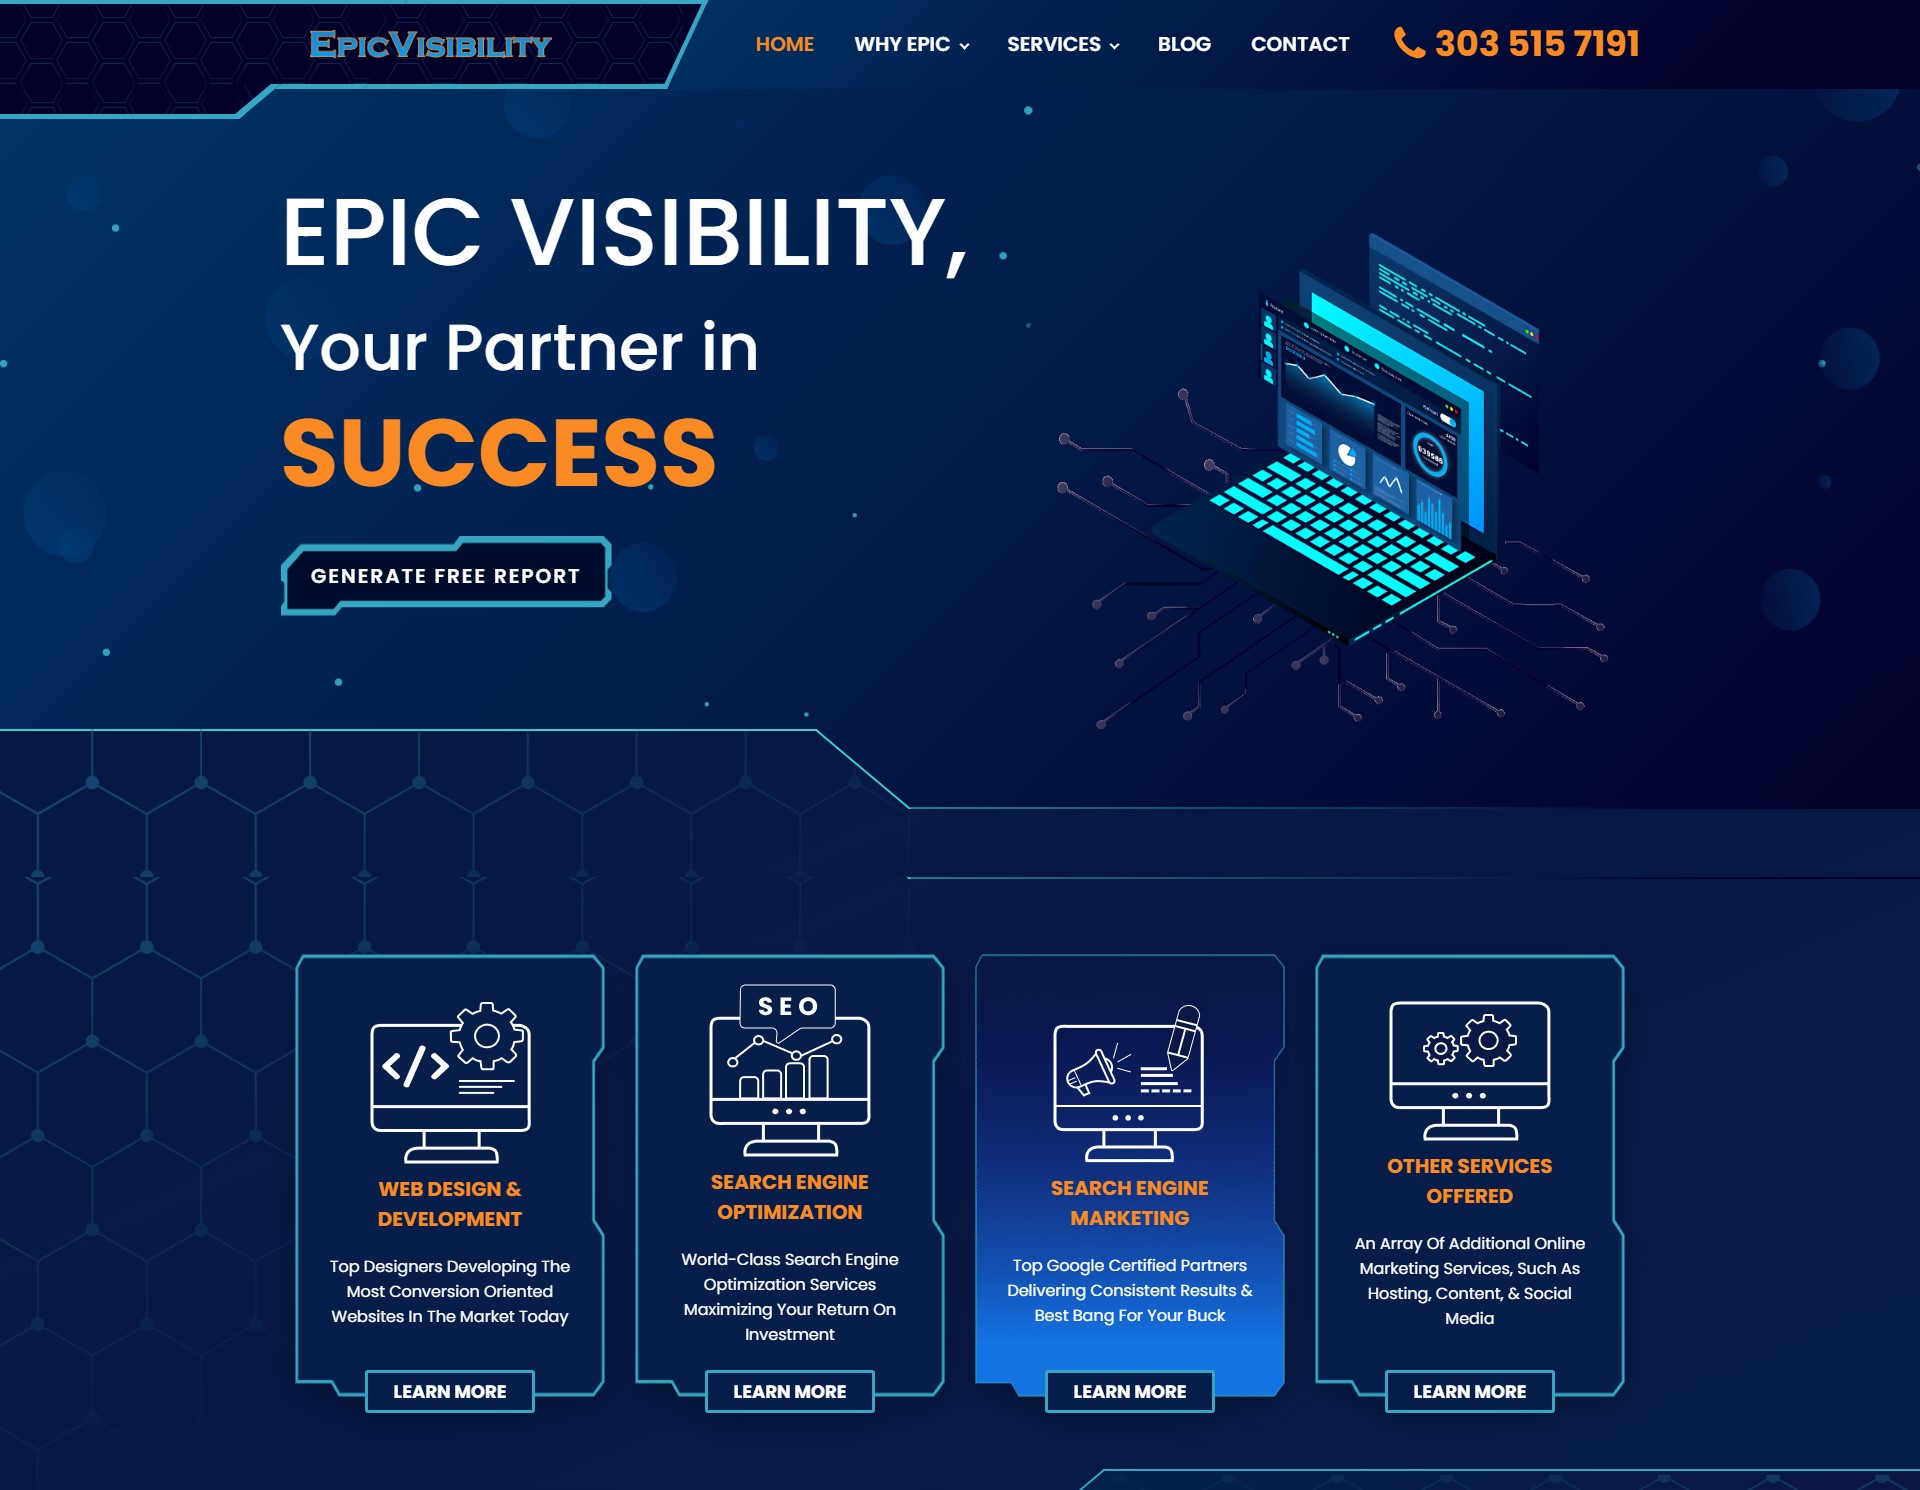 EPICVISIBILITY
HOME
WHY EPIC
SERVICES
BLOG
CONTACT
303 515 7191
EPIC VISIBILITY,
Your Partner in
SUCCESS
GENERATE FREE REPORT
SEO
WEB DESIGN &
DEVELOPMENT
Top Designers Developing The
Most Conversion Oriented
Websites In The Market Today
LEARN MORE
SEARCH ENGINE
OPTIMIZATION
World-Class Search Engine
Optimization Services
Maximizing Your Return On
Investment
LEARN MORE
SEARCH ENGINE
MARKETING
Top Google Certified Partners
Delivering Consistent Results &
Best Bang For Your Buck
LEARN MORE
OTHER SERVICES
OFFERED
An Array Of Additional Online
Marketing Services, Such As
Hosting, Content, & Social
Media
LEARN MORE